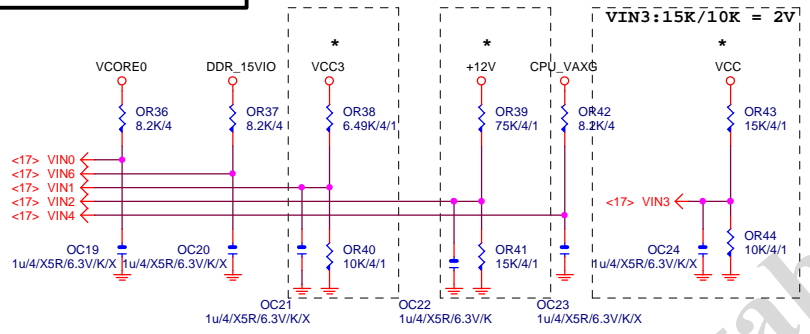 VIN3:15K/10K = 2V
* * *
VCORE0 DDR_15VIO VCC3 +12V CPU_VAXG VCC
OR36 OR37 OR38 OR39 OR42 OR43
8.2K/4 8.2K/4 6.49K/4/1 75K/4/1 8.2K/4 15K/4/1
<17> VIN0
<17> VIN6
<17> VIN1
<17> VIN2
<17> VIN4
<17> VIN3
OC19 OC20 OR40 OR41 OC24 OR44
1u/4/X5R/6.3V/K/X 1u/4/X5R/6.3V/K/X 10K/4/1 15K/4/1 1u/4/X5R/6.3V/K/X 10K/4/1
OC21 OC22 OC23
1u/4/X5R/6.3V/K/X 1u/4/X5R/6.3V/K 1u/4/X5R/6.3V/K/X